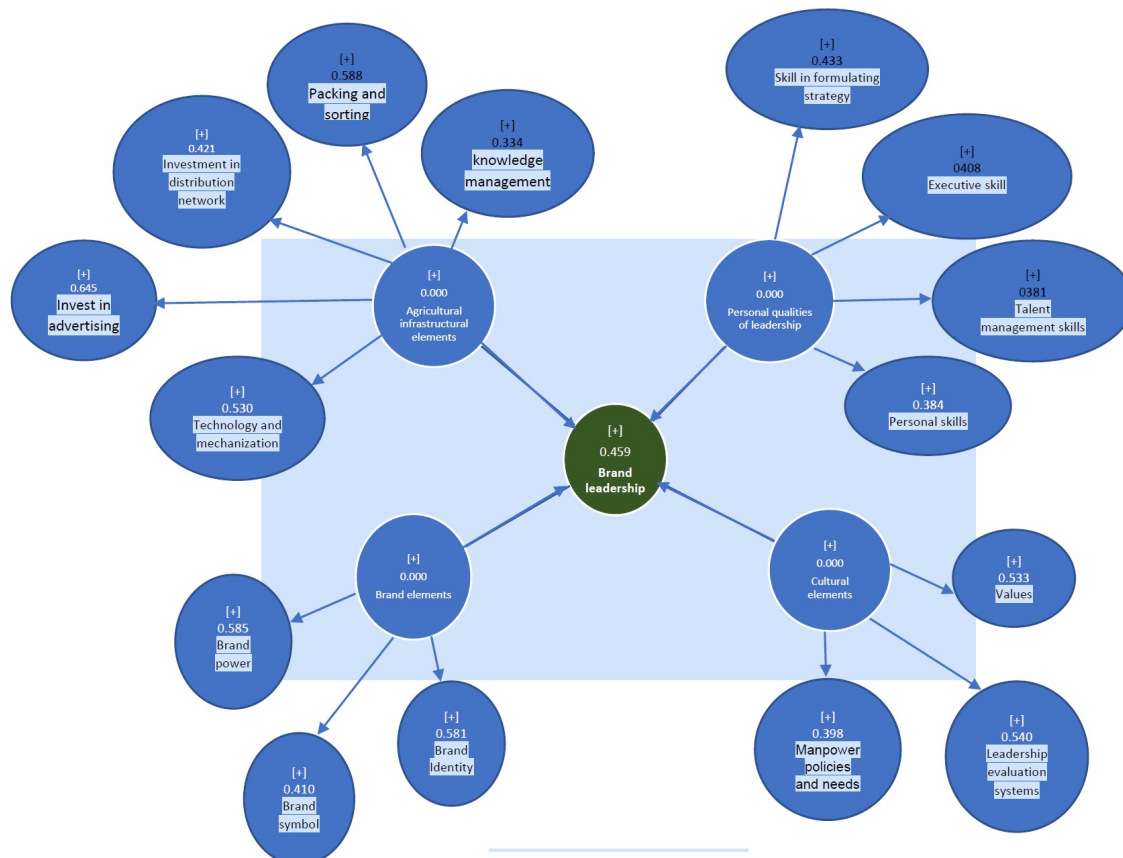 [+]
0.588
Packing and
sorting
[+]
0.433
Skill in formulating
strategy
[+]
0.421
Investment in
distribution
network
[+]
0.334
knowledge
management
[+]
0408
Executive skill
[+]
0.645
Invest in
advertising
[+]
0.000
Agricultural
infrastructural
elements
[+]
0.000
Personal qualities
of leadership
[+]
0381
Talent
management skills
[+]
0.530
Technology and
mechanization
[+]
0.384
Personal skills
[+]
0.459
Brand
leadership
[+]
0.000
Brand elements
[+]
0.000
Cultural
elements
[+]
0.533
Values
[+]
0.585
Brand
power
[+]
0.410
Brand
symbol
[+]
0.581
Brand
Identity
[+]
0.398
Manpower
policies
and needs
[+]
0.540
Leadership
evaluation
systems